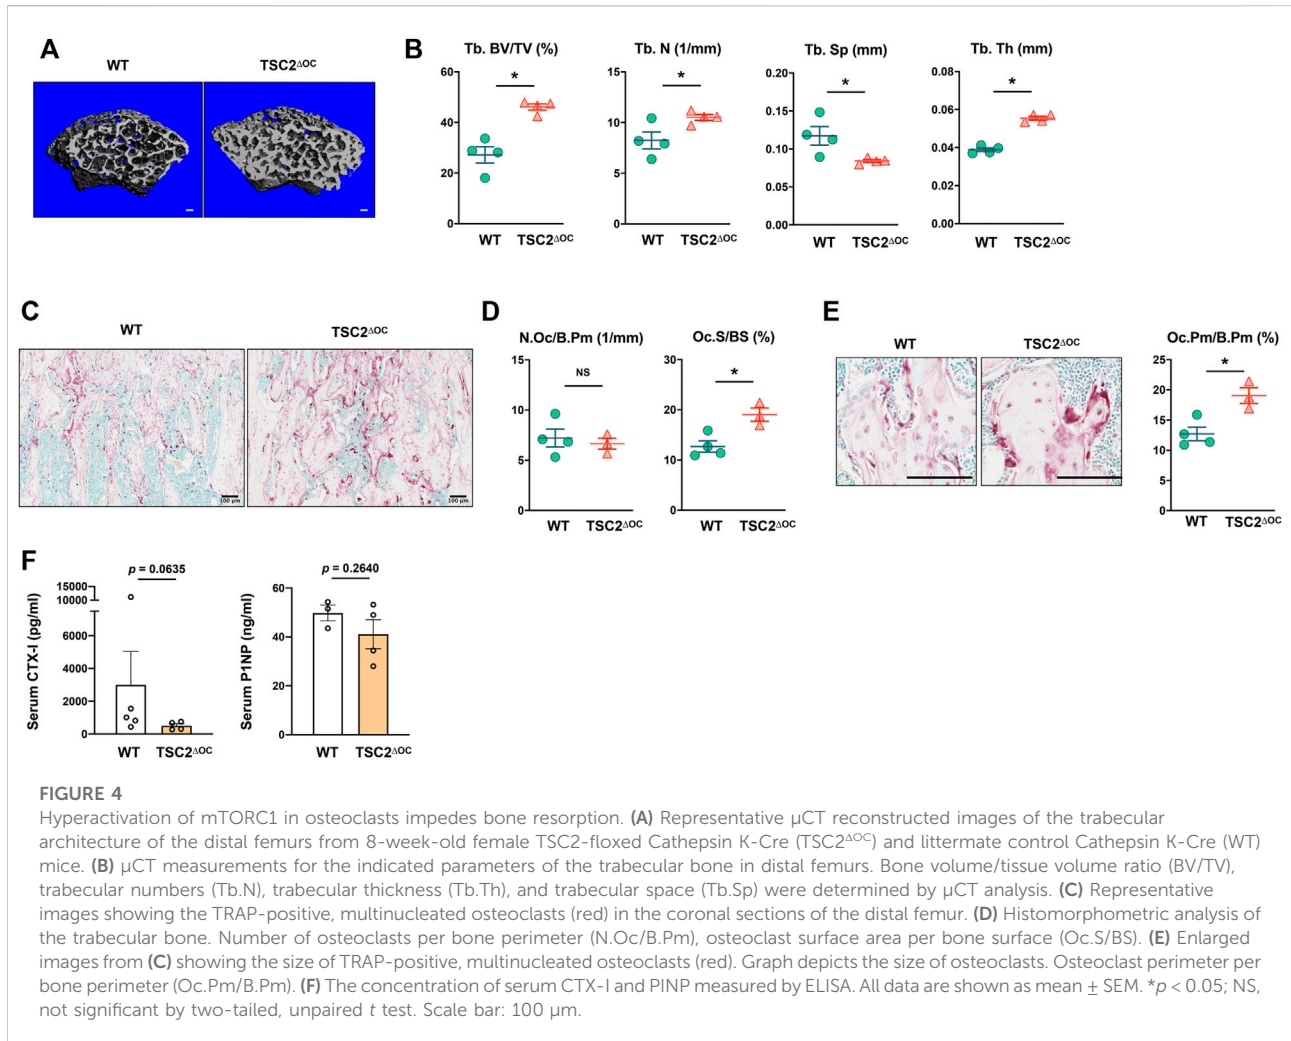 A
WT
TSC2ΔOC
B
Tb. BV/TV (%)
60
40
20
0
*
WT TSC2ΔOC
Tb. N (1/mm)
15
10
5
0
*
WT TSC2ΔOC
Tb. Sp (mm)
0.20
0.15
0.10
0.05
0.00
*
WT TSC2ΔOC
Tb. Th (mm)
0.08
0.06
0.04
0.02
0.00
*
WT TSC2ΔOC
C
WT
TSC2ΔOC
100 µm
100 µm
D
N.Oc/B.Pm (1/mm)
15
10
5
0
NS
WT TSC2ΔOC
Oc.S/BS (%)
30
20
10
0
*
WT TSC2ΔOC
E
WT
TSC2ΔOC
Oc.Pm/B.Pm (%)
25
20
15
10
5
0
*
WT TSC2ΔOC
F
p = 0.0635
Serum CTX-I (pg/ml)
15000
10000
6000
4000
2000
0
WT TSC2ΔOC
p = 0.2640
Serum P1NP (ng/ml)
60
40
20
0
WT TSC2ΔOC
FIGURE 4
Hyperactivation of mTORC1 in osteoclasts impedes bone resorption. (A) Representative µCT reconstructed images of the trabecular
architecture of the distal femurs from 8-week-old female TSC2-floxed Cathepsin K-Cre (TSC2ΔOC) and littermate control Cathepsin K-Cre (WT)
mice. (B) µCT measurements for the indicated parameters of the trabecular bone in distal femurs. Bone volume/tissue volume ratio (BV/TV),
trabecular numbers (Tb.N), trabecular thickness (Tb.Th), and trabecular space (Tb.Sp) were determined by µCT analysis. (C) Representative
images showing the TRAP-positive, multinucleated osteoclasts (red) in the coronal sections of the distal femur. (D) Histomorphometric analysis of
the trabecular bone. Number of osteoclasts per bone perimeter (N.Oc/B.Pm), osteoclast surface area per bone surface (Oc.S/BS). (E) Enlarged
images from (C) showing the size of TRAP-positive, multinucleated osteoclasts (red). Graph depicts the size of osteoclasts. Osteoclast perimeter per
bone perimeter (Oc.Pm/B.Pm). (F) The concentration of serum CTX-I and PINP measured by ELISA. All data are shown as mean ± SEM. *p < 0.05; NS,
not significant by two-tailed, unpaired t test. Scale bar: 100 µm.